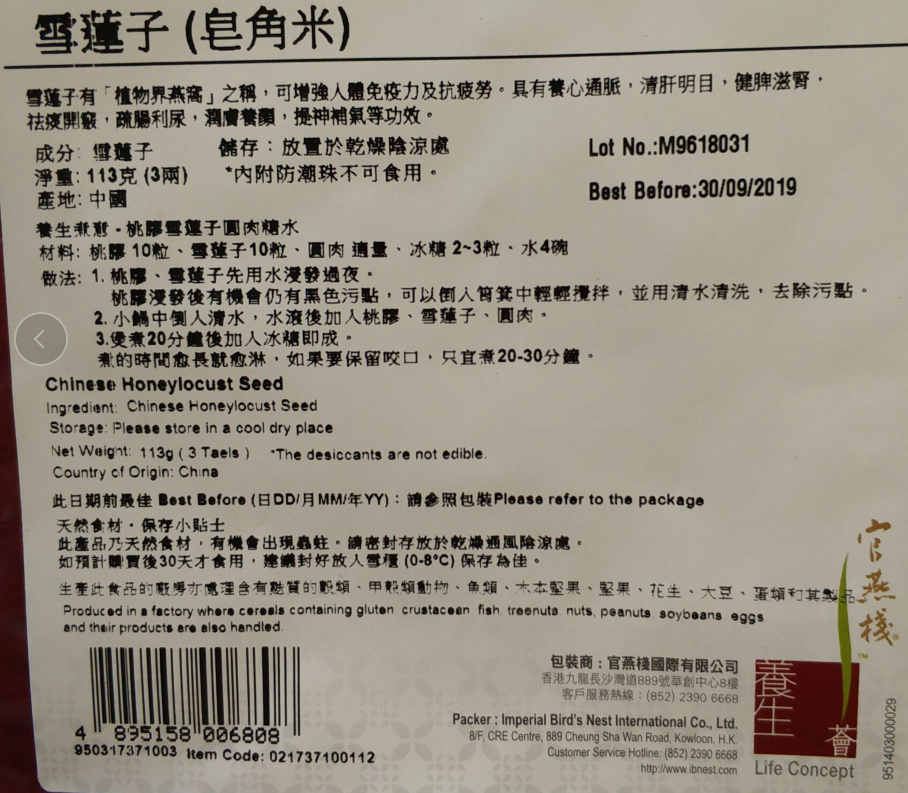 雪蓮子 (皂角米)
雪蓮子有「植物界燕窩」之稱，可增強人體免疫力及抗疲勞。具有養心通脈，清肝明目，健脾滋腎，
祛痰開竅，疏腸利尿，潤膚養顏，提神補氣等功效。
成分: 雪蓮子 儲存：放置於乾燥陰涼處
淨重: 113克 (3兩) *內附防潮珠不可食用。
產地: 中國
Lot No.:M9618031
Best Before:30/09/2019
養生煮意 - 桃膠雪蓮子圓肉糖水
材料: 桃膠 10粒、雪蓮子10粒、圓肉 適量、冰糖 2~3粒、水4碗
做法: 1. 桃膠、雪蓮子先用水浸發過夜。
桃膠浸發後有機會仍有黑色污點，可以倒入筲箕中輕輕攪拌，並用清水清洗，去除污點。
2. 小鍋中倒入清水，水滾後加入桃膠、雪蓮子、圓肉。
3.煲煮20分鐘後加入冰糖即成。
煮的時間愈長就愈淋，如果要保留咬口，只宜煮20-30分鐘。
Chinese Honeylocust Seed
Ingredient: Chinese Honeylocust Seed
Storage: Please store in a cool dry place
Net Weight: 113g ( 3 Taels ) *The desiccants are not edible.
Country of Origin: China
此日期前最佳 Best Before (日DD/月MM/年YY)：請參照包裝Please refer to the package
天然食材・保存小貼士
此產品乃天然食材，有機會出現蟲蛀。請密封存放於乾燥通風陰涼處。
如預計購買後30天才食用，建議封好放入雪櫃 (0-8°C) 保存為佳。
生產此食品的廠房亦處理含有麩質的穀類、甲殼類動物、魚類、木本堅果、堅果、花生、大豆、蛋類和其製品
Produced in a factory where cereals containing gluten crustacean fish treenuts nuts, peanuts soybeans eggs
and their products are also handled.
官燕棧
TM
4 895158 006808
950317371003 Item Code: 021737100112
包裝商：官燕棧國際有限公司
香港九龍長沙灣道889號華創中心8樓
客戶服務熱線：(852) 2390 6668
Packer : Imperial Bird's Nest International Co., Ltd.
8/F, CRE Centre, 889 Cheung Sha Wan Road, Kowloon. H.K.
Customer Service Hotline: (852) 2390 6668
http://www.ibnest.com
養生薈
Life Concept
951403000029